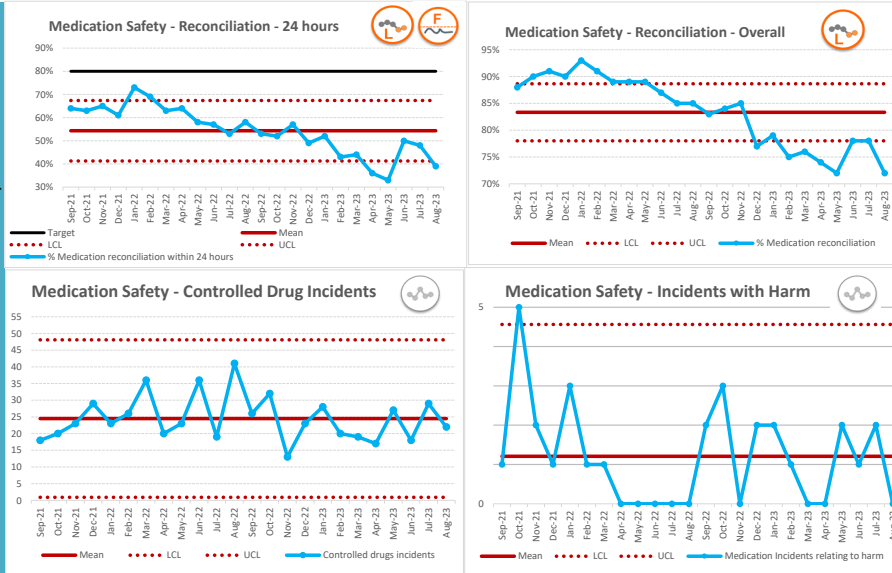 Medication Safety - Reconciliation - 24 hours
L
F
90%
80%
70%
60%
50%
40%
30%
Sep-21
Oct-21
Nov-21
Dec-21
Jan-22
Feb-22
Mar-22
Apr-22
May-22
Jun-22
Jul-22
Aug-22
Sep-22
Oct-22
Nov-22
Dec-22
Jan-23
Feb-23
Mar-23
Apr-23
May-23
Jun-23
Jul-23
Aug-23
Target
Mean
LCL
UCL
% Medication reconciliation within 24 hours
Medication Safety - Reconciliation - Overall
L
95%
90%
85%
80%
75%
70%
Sep-21
Oct-21
Nov-21
Dec-21
Jan-22
Feb-22
Mar-22
Apr-22
May-22
Jun-22
Jul-22
Aug-22
Sep-22
Oct-22
Nov-22
Dec-22
Jan-23
Feb-23
Mar-23
Apr-23
May-23
Jun-23
Jul-23
Aug-23
Mean
LCL
UCL
% Medication reconciliation
Medication Safety - Controlled Drug Incidents
55
50
45
40
35
30
25
20
15
10
5
0
Sep-21
Oct-21
Nov-21
Dec-21
Jan-22
Feb-22
Mar-22
Apr-22
May-22
Jun-22
Jul-22
Aug-22
Sep-22
Oct-22
Nov-22
Dec-22
Jan-23
Feb-23
Mar-23
Apr-23
May-23
Jun-23
Jul-23
Aug-23
Mean
LCL
UCL
Controlled drugs incidents
Medication Safety - Incidents with Harm
5
0
Sep-21
Oct-21
Nov-21
Dec-21
Jan-22
Feb-22
Mar-22
Apr-22
May-22
Jun-22
Jul-22
Aug-22
Sep-22
Oct-22
Nov-22
Dec-22
Jan-23
Feb-23
Mar-23
Apr-23
May-23
Jun-23
Jul-23
Mean
LCL
UCL
Medication Incidents relating to harm